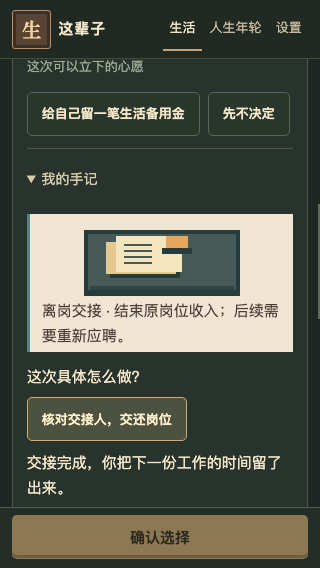 生 这辈子 生活 人生年轮 设置
这次可以立下的心愿
给自己留一笔生活备用金 先不决定
▼ 我的手记
离岗交接 · 结束原岗位收入；后续需
要重新应聘。
这次具体怎么做？
核对交接人，交还岗位
交接完成，你把下一份工作的时间留了
出来。
确认选择